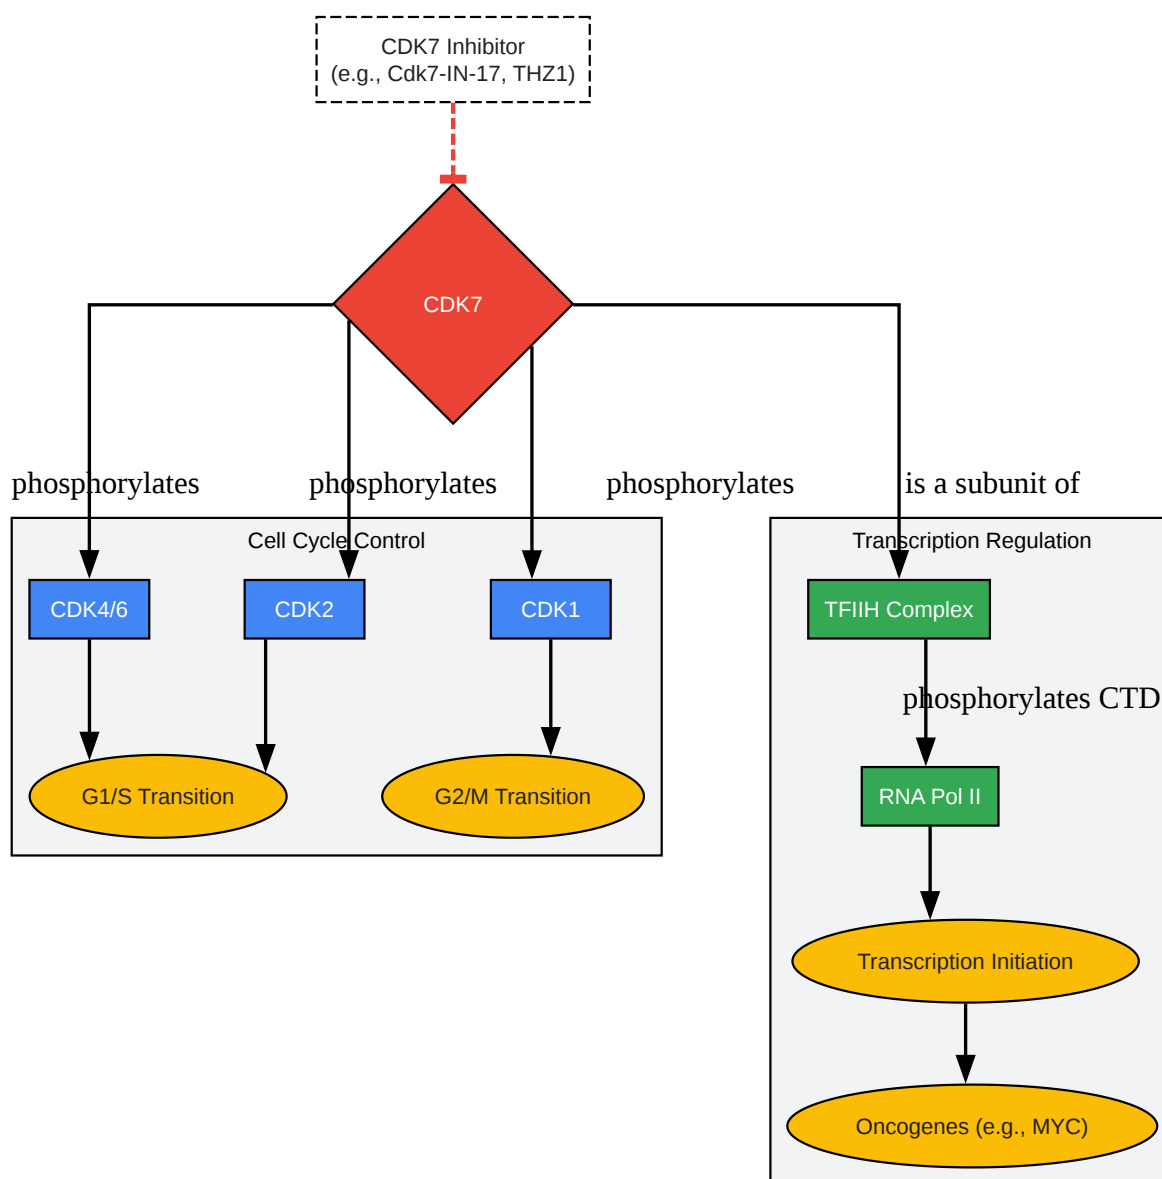 CDK7 Inhibitor
(e.g., Cdk7-IN-17, THZ1)
CDK7
phosphorylates
phosphorylates
phosphorylates
is a subunit of
Cell Cycle Control
Transcription Regulation
CDK4/6
CDK2
CDK1
TFIIH Complex
phosphorylates CTD
G1/S Transition
G2/M Transition
RNA Pol II
Transcription Initiation
Oncogenes (e.g., MYC)